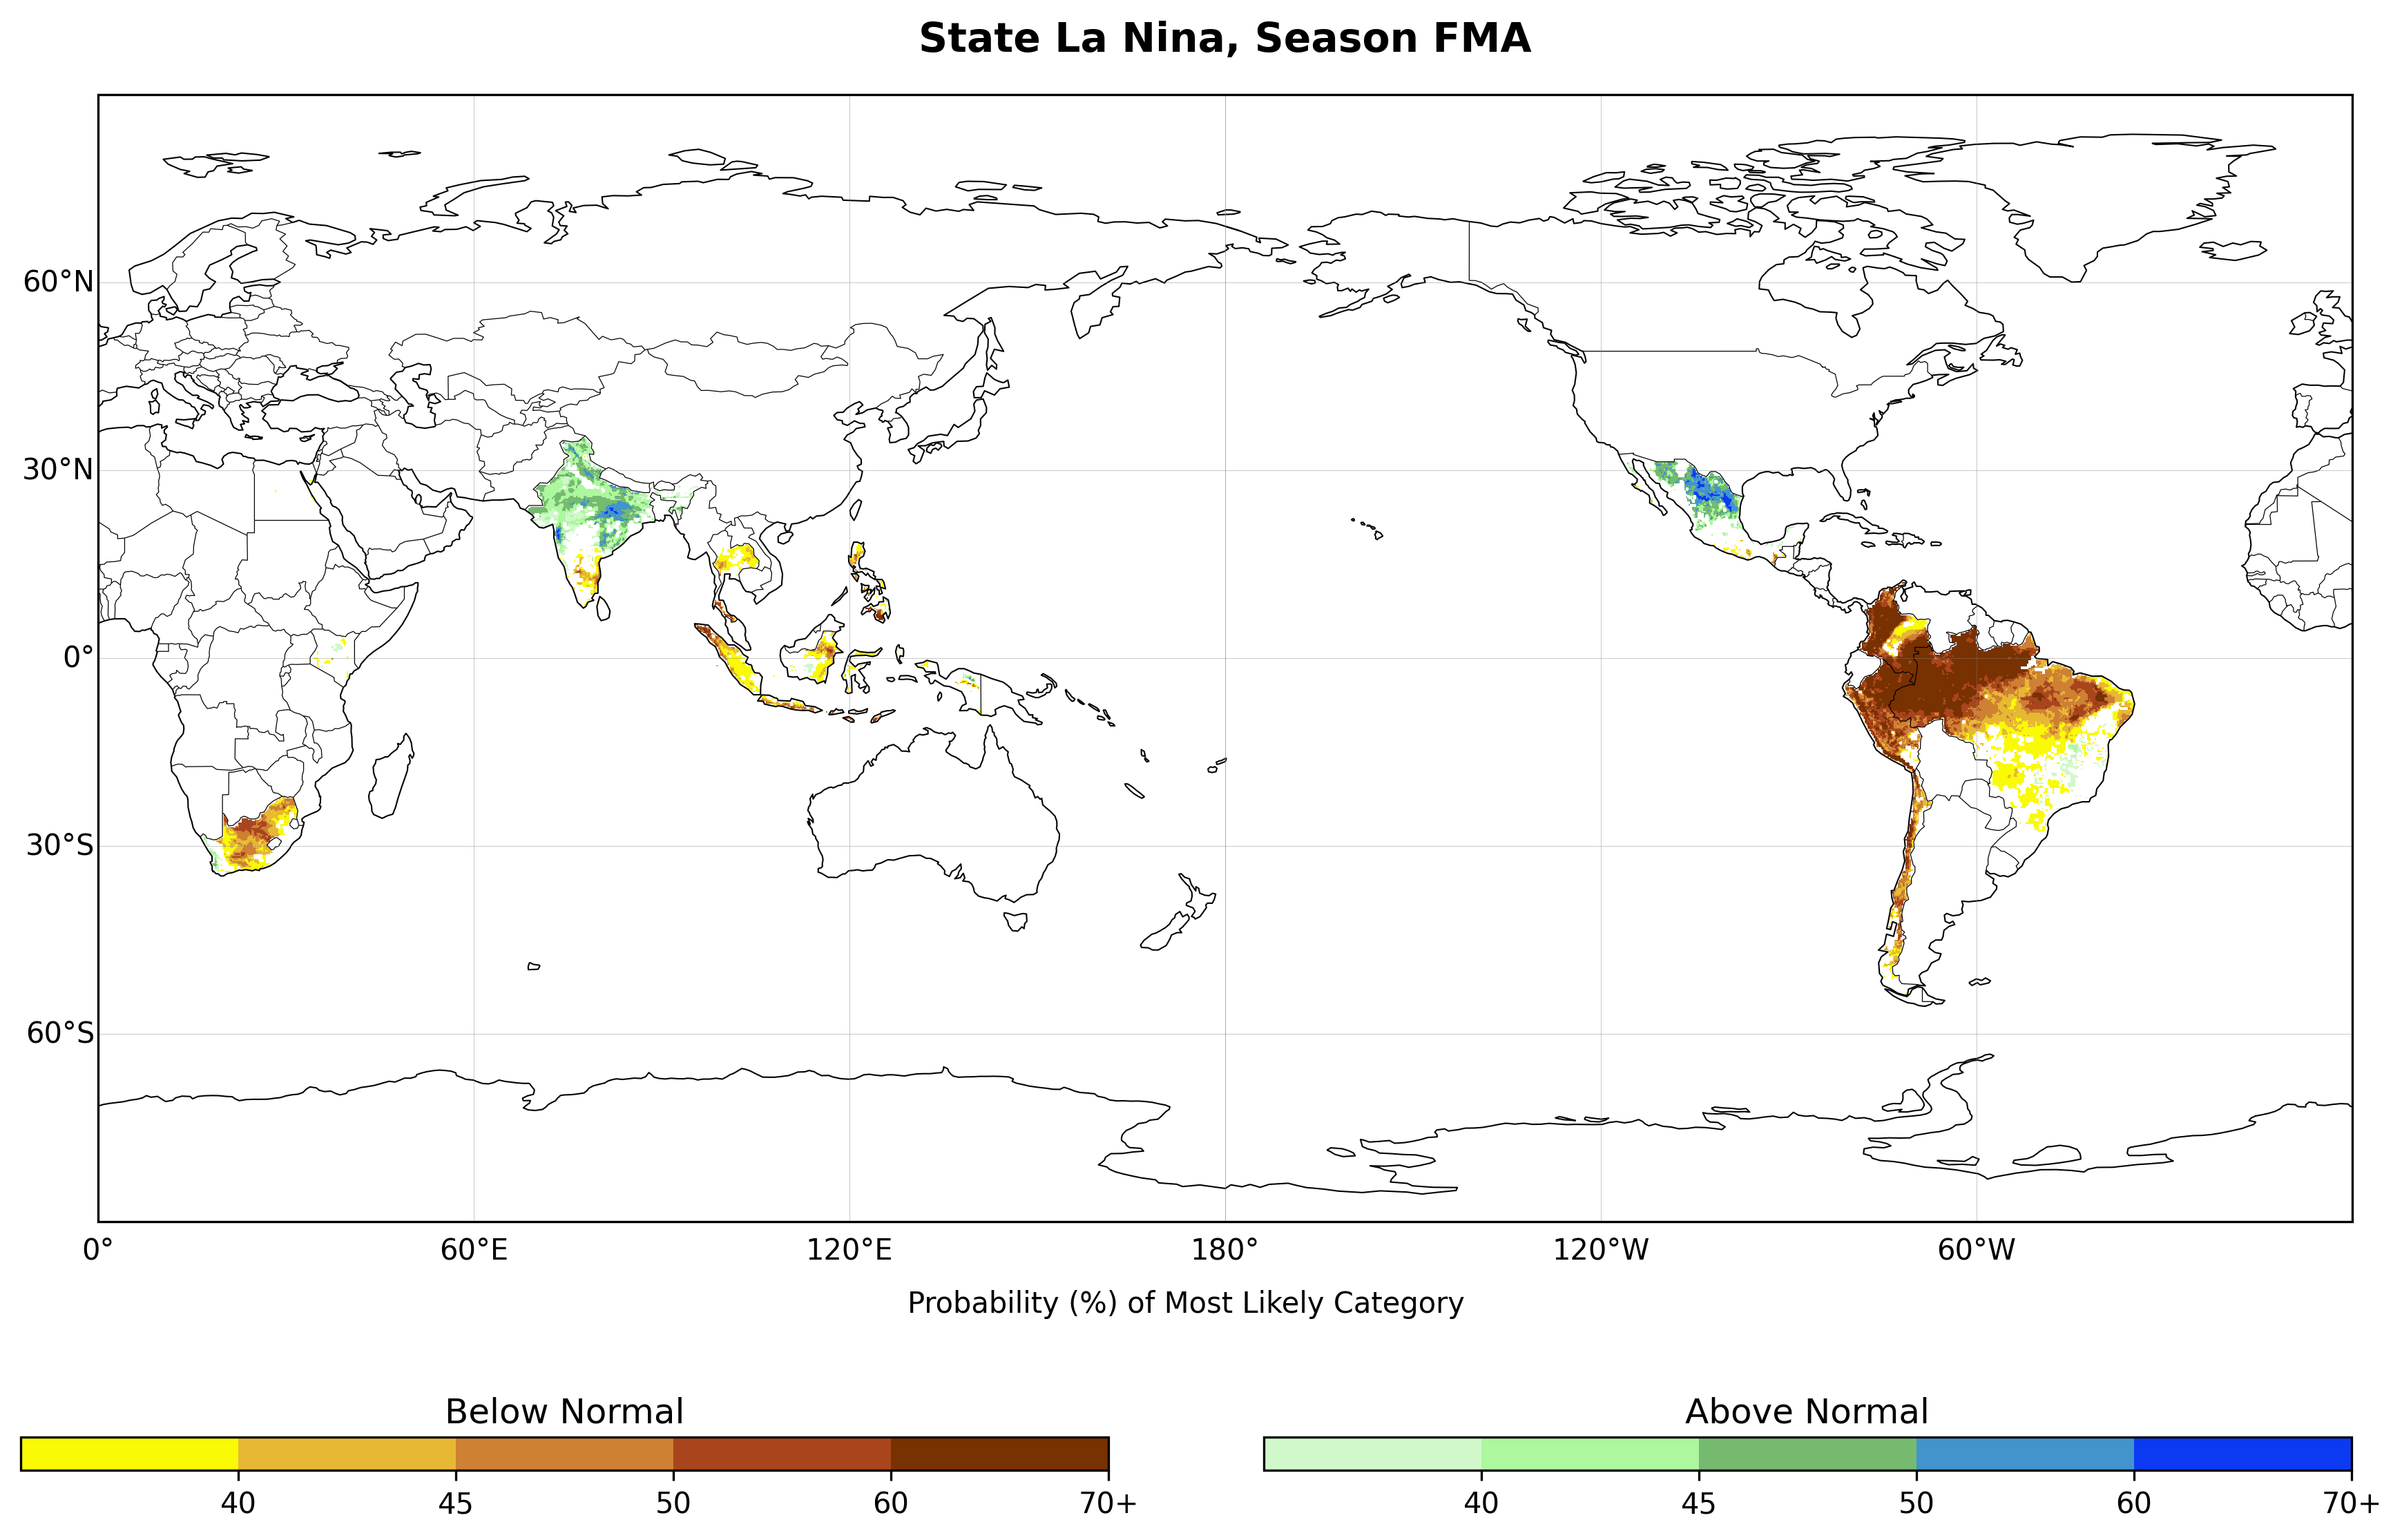 State La Nina, Season FMA
60°N
30°N
0°
30°S
60°S
0° 60°E 120°E 180° 120°W 60°W
Probability (%) of Most Likely Category
Below Normal
40 45 50 60 70+
Above Normal
40 45 50 60 70+